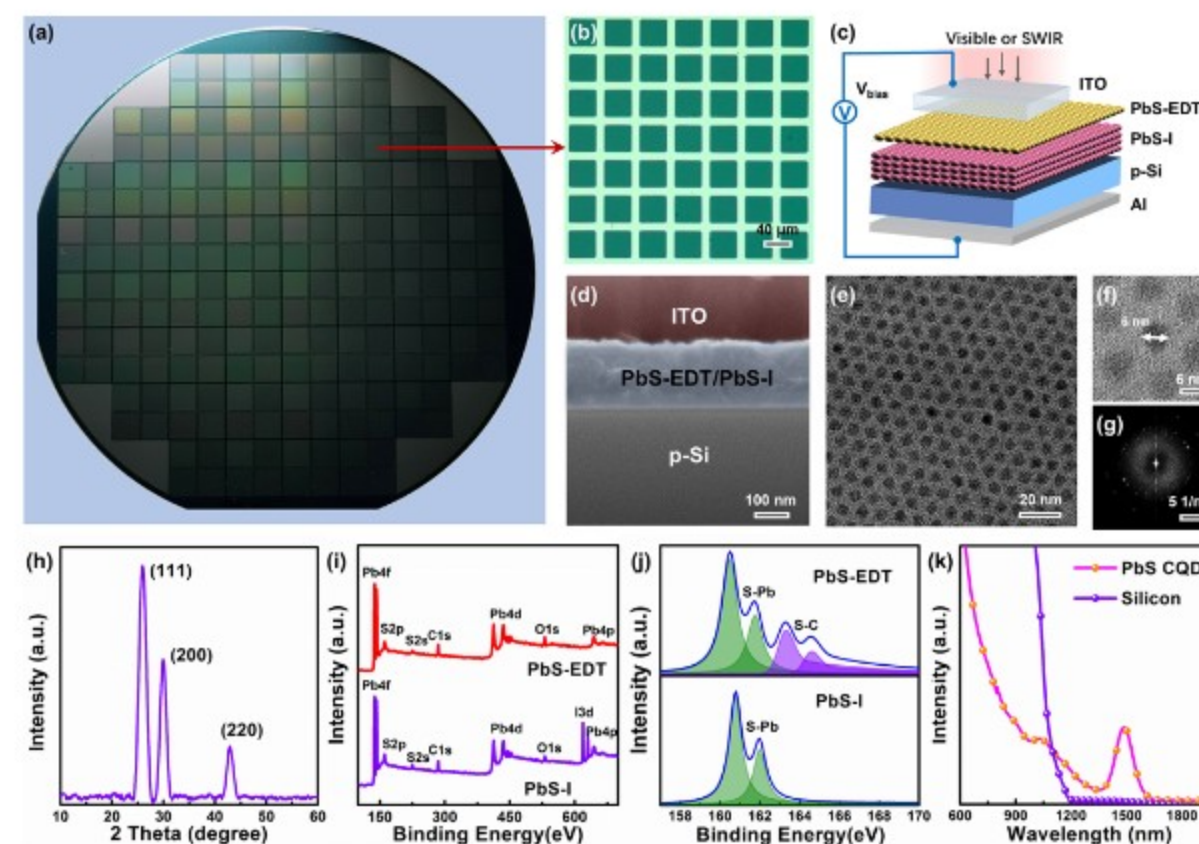 (a)
(b)
40 μm
(c)
Visible or SWIR
ITO
V bias
V
PbS-EDT
PbS-I
p-Si
Al
(d)
ITO
PbS-EDT/PbS-I
p-Si
100 nm
(e)
20 nm
(f)
6 nm
(g)
(h)
(111)
(200)
(220)
Intensity (a.u.)
10 20 30 40 50 60
2 Theta (degree)
(i)
Pb4f
S2p
S2s
C1s
Pb4d
O1s
Pb4p
PbS-EDT
Pb4f
S2p
S2s
C1s
Pb4d
O1s
I3d
Pb4p
PbS-I
Intensity (a.u.)
150 300 450 600
Binding Energy(eV)
(j)
PbS-EDT
S-Pb
S-C
PbS-I
S-Pb
Intensity (a.u.)
158 160 162 164 166 168 170
Binding Energy(eV)
(k)
PbS CQD
Silicon
Intensity (a.u.)
600 900 1200 1500 1800
Wavelength (nm)